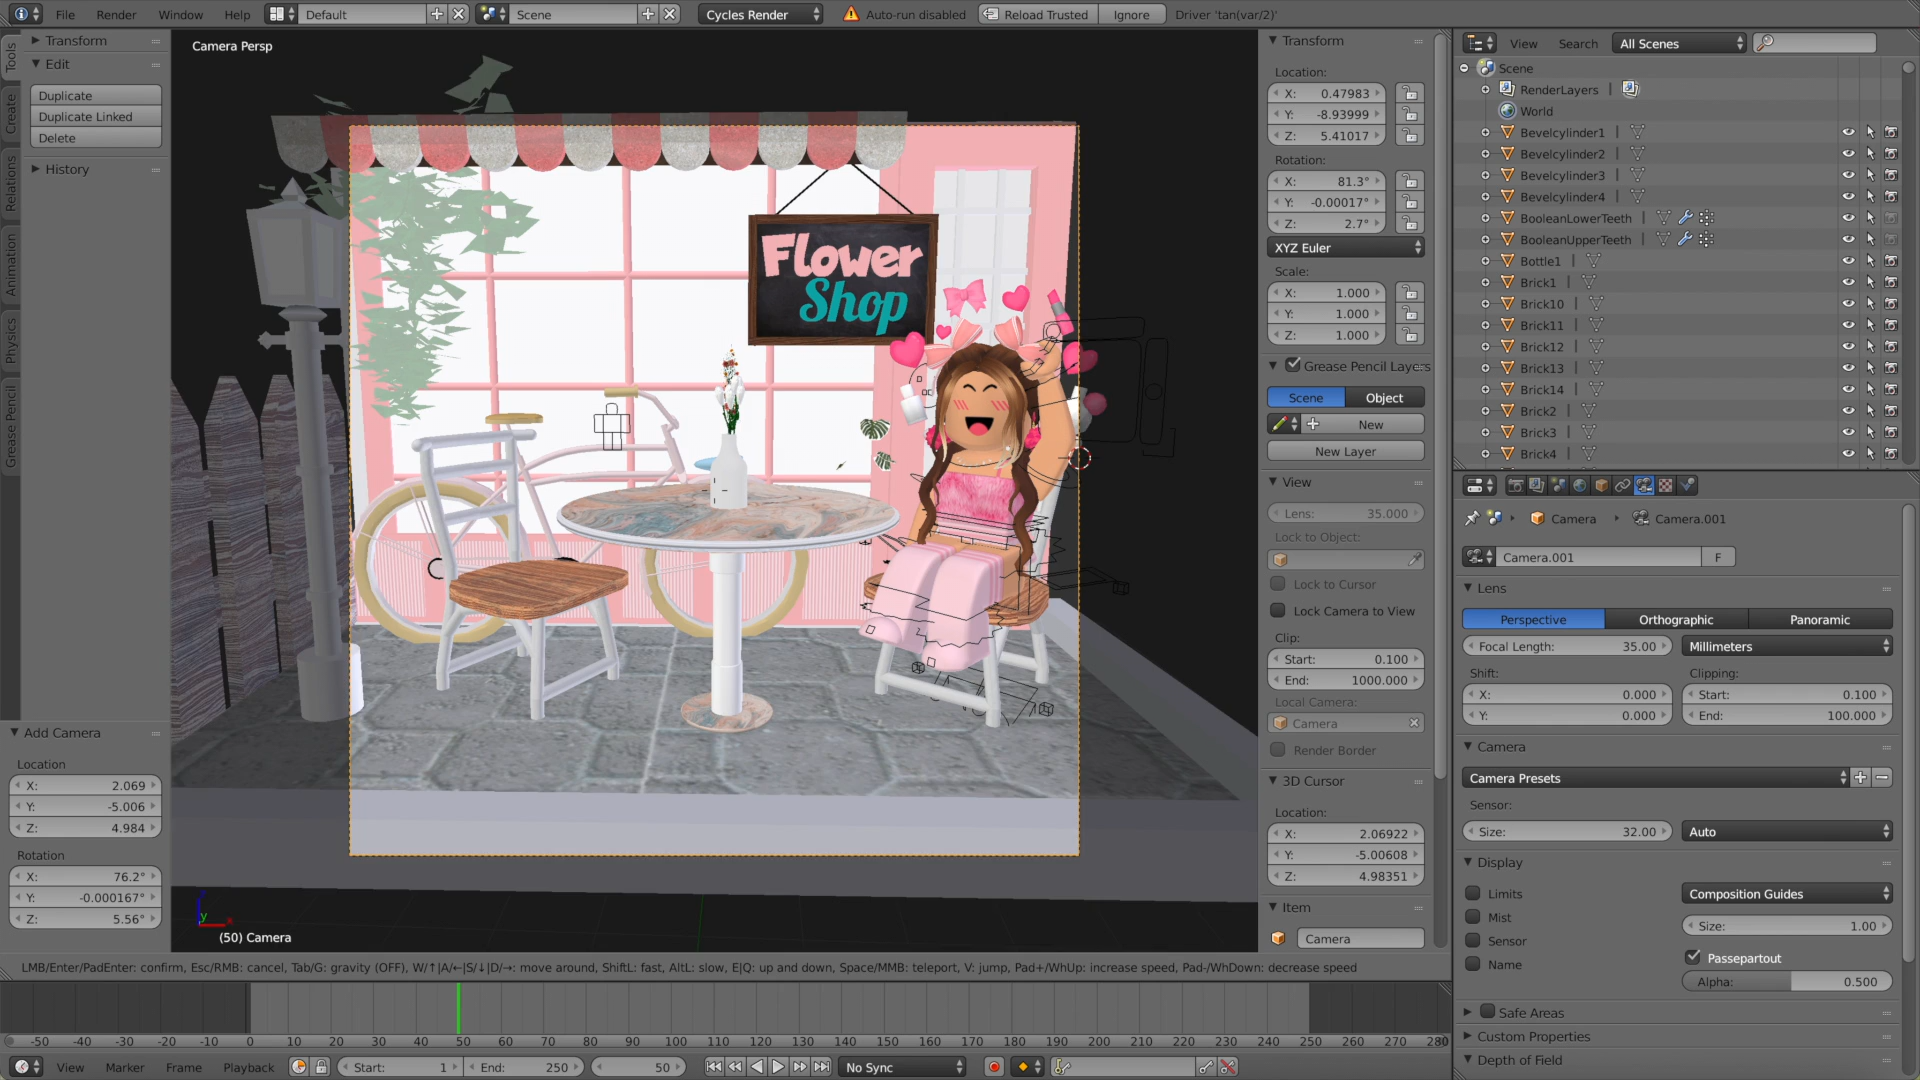 File
Render
Window
Help
Default
Scene
Cycles Render
Auto-run disabled
Reload Trusted
Ignore
Driver 'tan(var/2)'
Tools
Create
Relations
Animation
Physics
Grease Pencil
Transform
Edit
Duplicate
Duplicate Linked
Delete
History
Add Camera
Location
X: 2.069
Y: -5.006
Z: 4.984
Rotation
X: 76.2°
Y: -0.000167°
Z: 5.56°
Camera Persp
Flower
Shop
(50) Camera
Transform
Location:
X: 0.47983
Y: -8.93999
Z: 5.41017
Rotation:
X: 81.3°
Y: -0.00017°
Z: 2.7°
XYZ Euler
Scale:
X: 1.000
Y: 1.000
Z: 1.000
Grease Pencil Layers
Scene
Object
New
New Layer
View
Lens: 35.000
Lock to Object:
Lock to Cursor
Lock Camera to View
Clip:
Start: 0.100
End: 1000.000
Local Camera:
Camera
Render Border
3D Cursor
Location:
X: 2.06922
Y: -5.00608
Z: 4.98351
Item
Camera
View
Search
All Scenes
Scene
RenderLayers
World
Bevelcylinder1
Bevelcylinder2
Bevelcylinder3
Bevelcylinder4
BooleanLowerTeeth
BooleanUpperTeeth
Bottle1
Brick1
Brick10
Brick11
Brick12
Brick13
Brick14
Brick2
Brick3
Brick4
Camera
Camera.001
Camera.001
F
Lens
Perspective
Orthographic
Panoramic
Focal Length: 35.00
Millimeters
Shift:
Clipping:
X: 0.000
Start: 0.100
Y: 0.000
End: 100.000
Camera
Camera Presets
Sensor:
Size: 32.00
Auto
Display
Limits
Composition Guides
Mist
Size: 1.00
Sensor
Name
Passepartout
Alpha: 0.500
Safe Areas
Custom Properties
Depth of Field
LMB/Enter/PadEnter: confirm, Esc/RMB: cancel, Tab/G: gravity (OFF), W/↑|A/←|S/↓|D/→: move around, ShiftL: fast, AltL: slow, E|Q: up and down, Space/MMB: teleport, V: jump, Pad+/WhUp: increase speed, Pad-/WhDown: decrease speed
-50 -40 -30 -20 -10 0 10 20 30 40 50 60 70 80 90 100 110 120 130 140 150 160 170 180 190 200 210 220 230 240 250 260 270 280
View
Marker
Frame
Playback
Start: 1
End: 250
50
No Sync